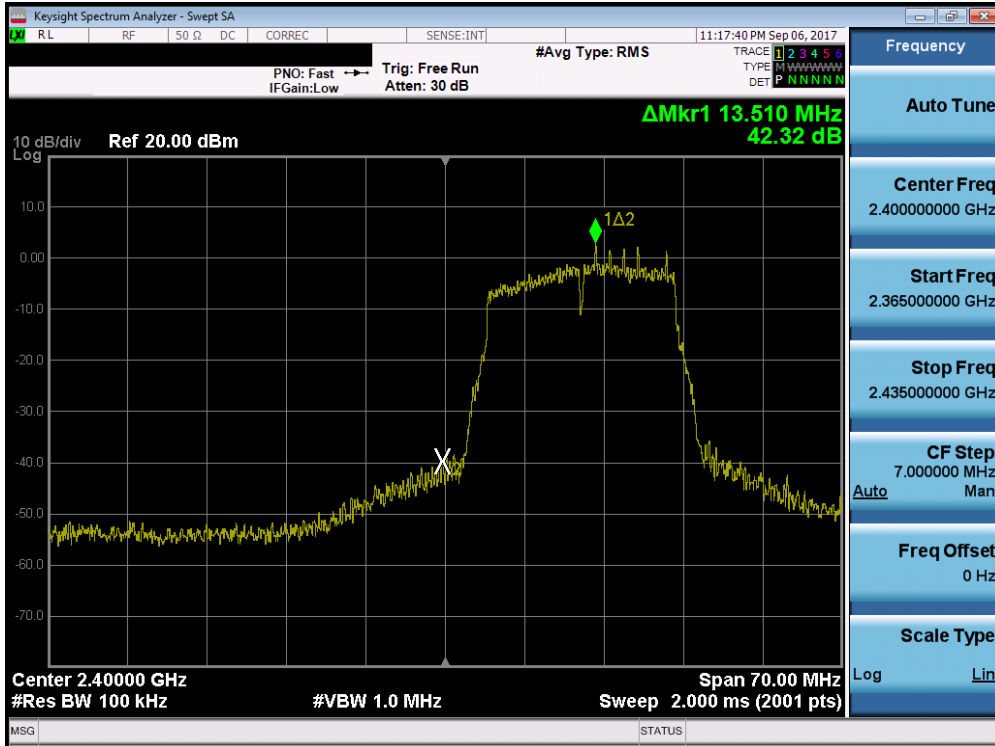 Keysight Spectrum Analyzer - Swept SA
LXI RL RF 50 Ω DC CORREC SENSE:INT 11:17:40 PM Sep 06, 2017
#Avg Type: RMS
TRACE 1 2 3 4 5 6
PNO: Fast Trig: Free Run
TYPE M W W W W W
IFGain:Low Atten: 30 dB
DET P N N N N N
ΔMkr1 13.510 MHz
42.32 dB
10 dB/div Ref 20.00 dBm
Log
10.0
0.00
-10.0
-20.0
-30.0
-40.0
-50.0
-60.0
-70.0
1Δ2
X2
Center 2.40000 GHz Span 70.00 MHz
#Res BW 100 kHz #VBW 1.0 MHz Sweep 2.000 ms (2001 pts)
MSG STATUS
Frequency
Auto Tune
Center Freq
2.400000000 GHz
Start Freq
2.365000000 GHz
Stop Freq
2.435000000 GHz
CF Step
7.000000 MHz
Auto Man
Freq Offset
0 Hz
Scale Type
Log Lin